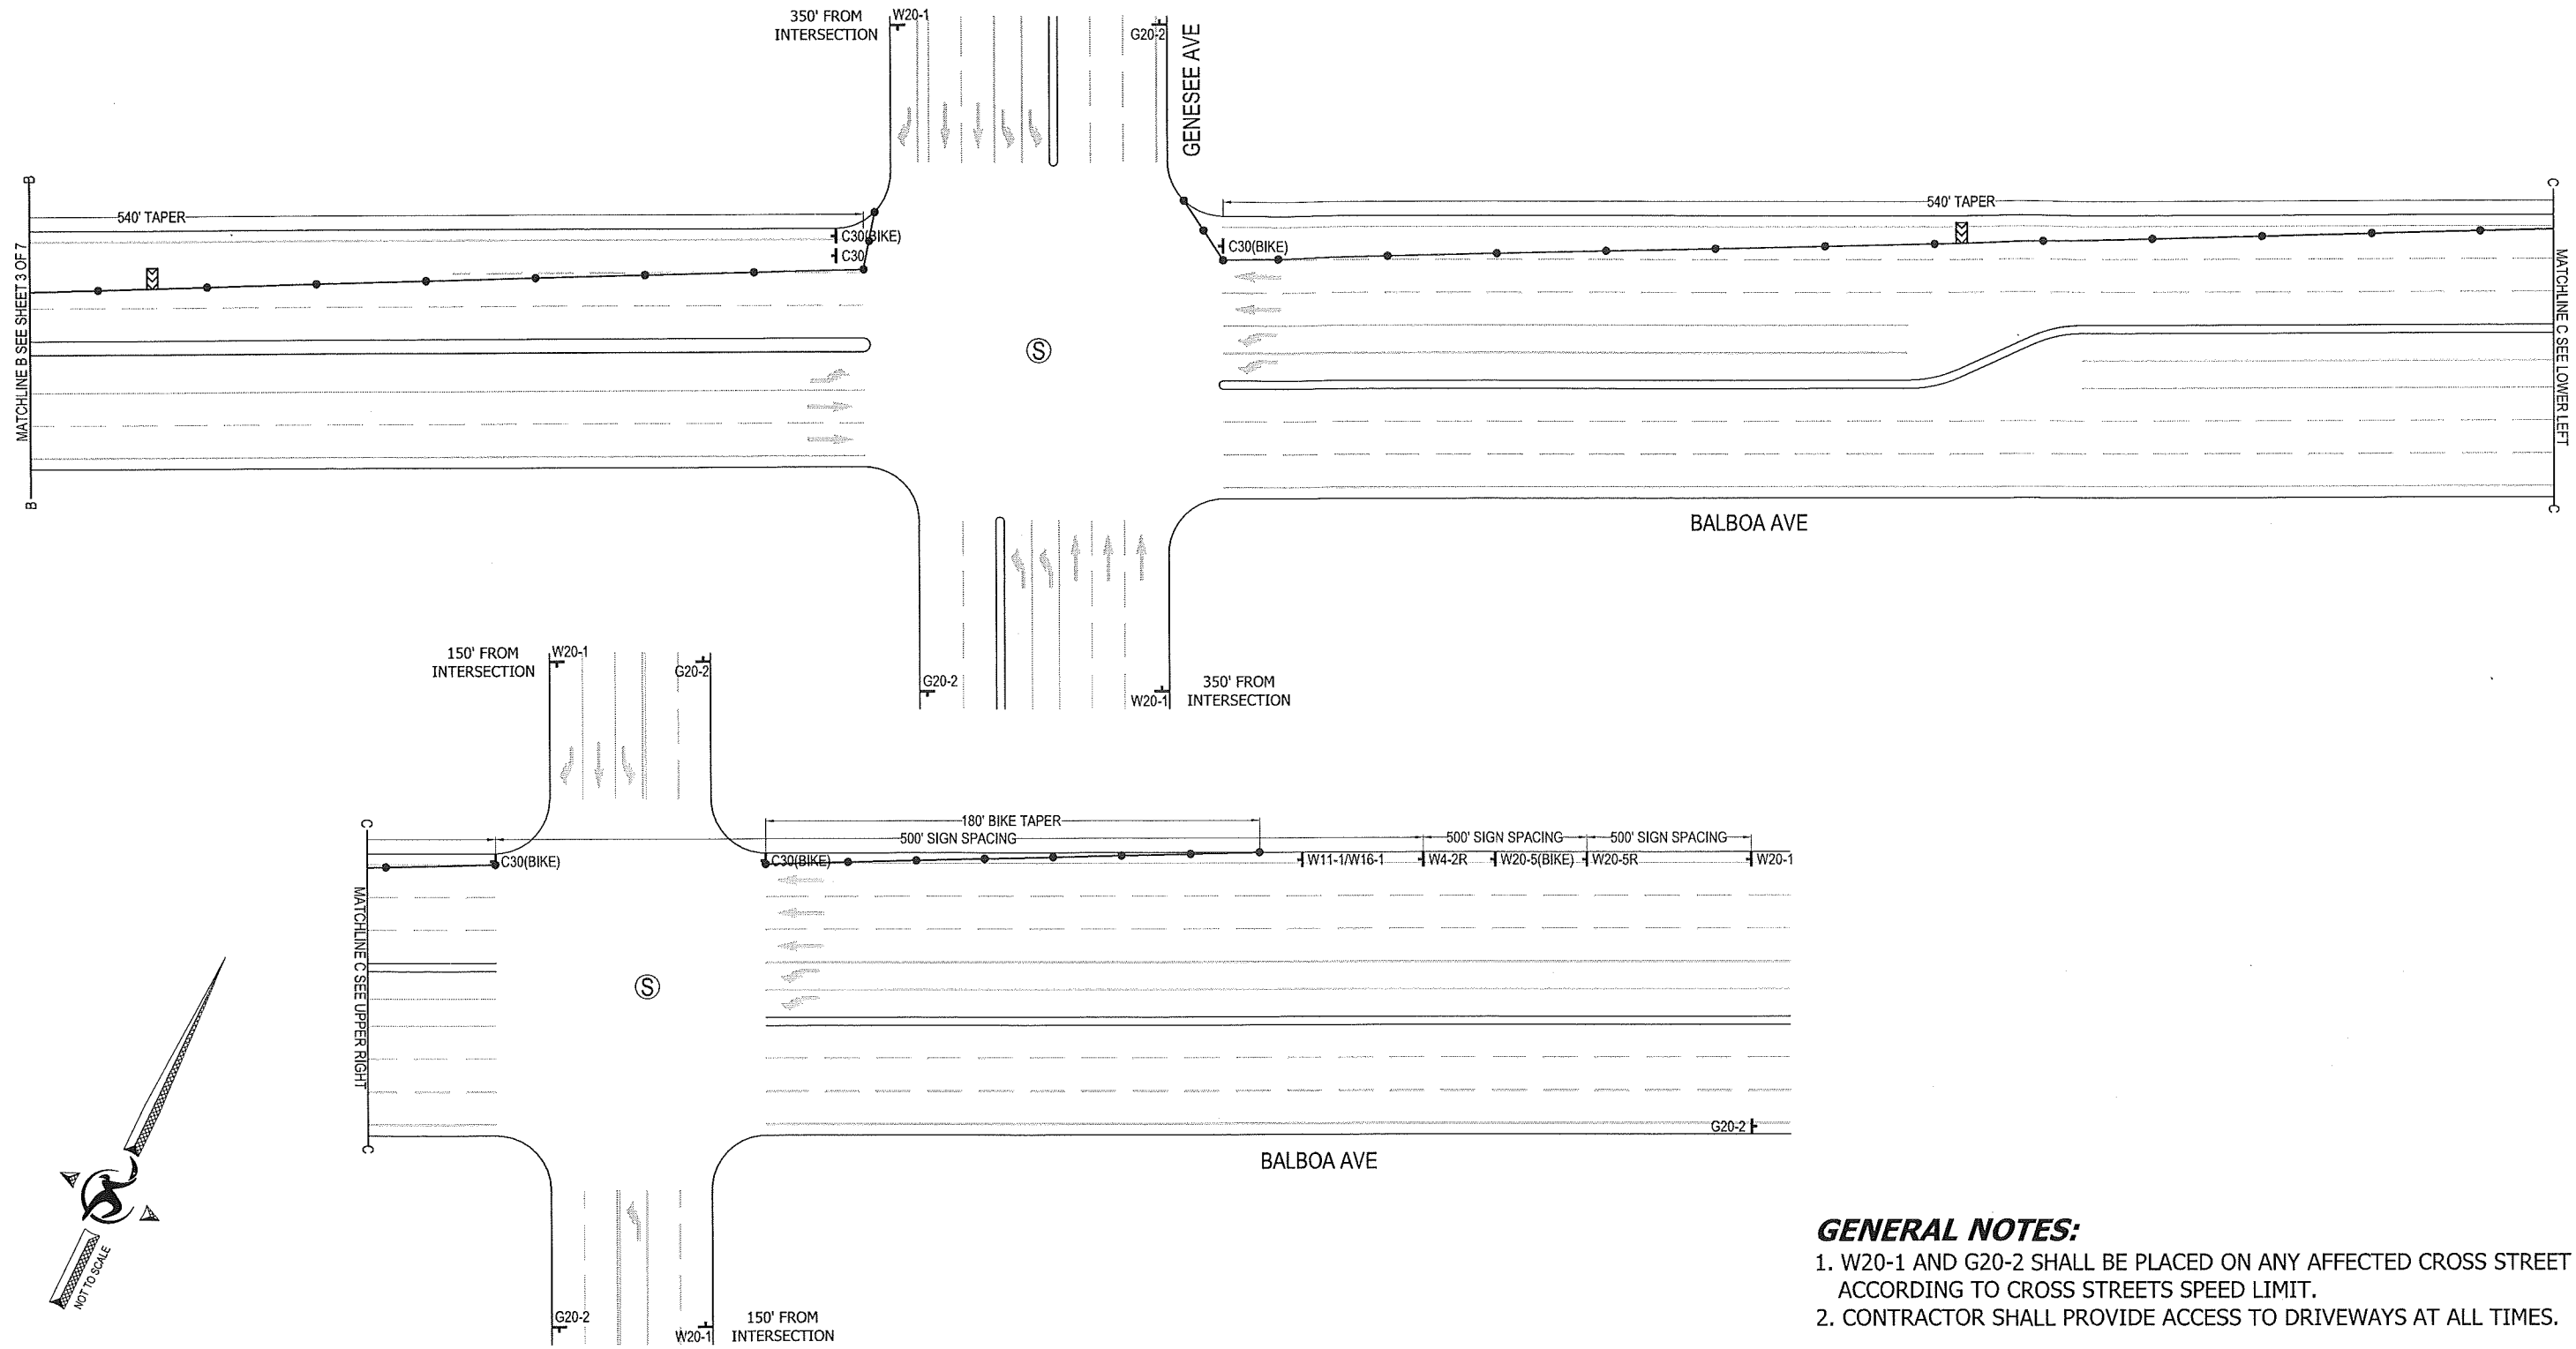 350' FROM
INTERSECTION
W20-1
G20-2
GENESEE AVE
B
540' TAPER
C30(BIKE)
C30
MATCHLINE B SEE SHEET 3 OF 7
B
S
C
540' TAPER
C30(BIKE)
MATCHLINE C SEE LOWER LEFT
C
BALBOA AVE
G20-2
W20-1
350' FROM
INTERSECTION
150' FROM
INTERSECTION
W20-1
G20-2
C
180' BIKE TAPER
500' SIGN SPACING
500' SIGN SPACING
500' SIGN SPACING
C30(BIKE)
C30(BIKE)
W11-1/W16-1
W4-2R
W20-5(BIKE)
W20-5R
W20-1
MATCHLINE C SEE UPPER RIGHT
S
C
G20-2
BALBOA AVE
G20-2
W20-1
150' FROM
INTERSECTION
NOT TO SCALE
GENERAL NOTES:
1. W20-1 AND G20-2 SHALL BE PLACED ON ANY AFFECTED CROSS STREET
ACCORDING TO CROSS STREETS SPEED LIMIT.
2. CONTRACTOR SHALL PROVIDE ACCESS TO DRIVEWAYS AT ALL TIMES.